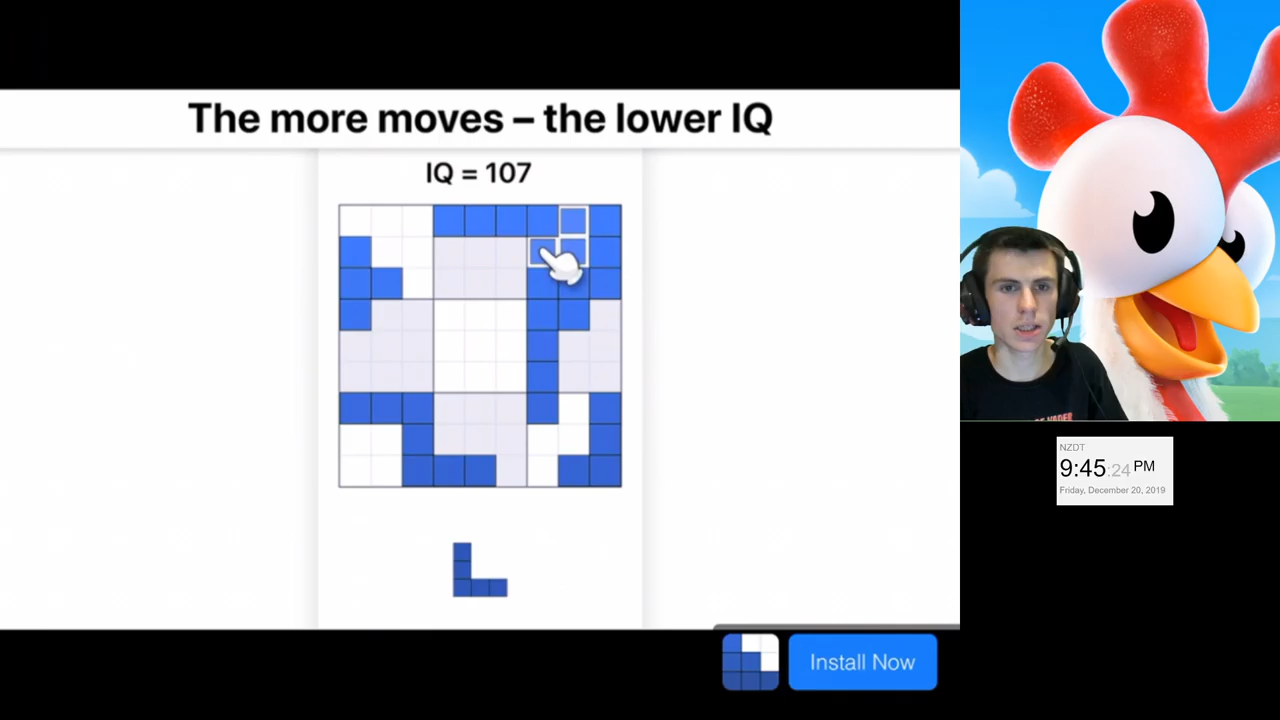 The more moves – the lower IQ
IQ = 107
NZDT
9:45:24 PM
Friday, December 20, 2019
Install Now